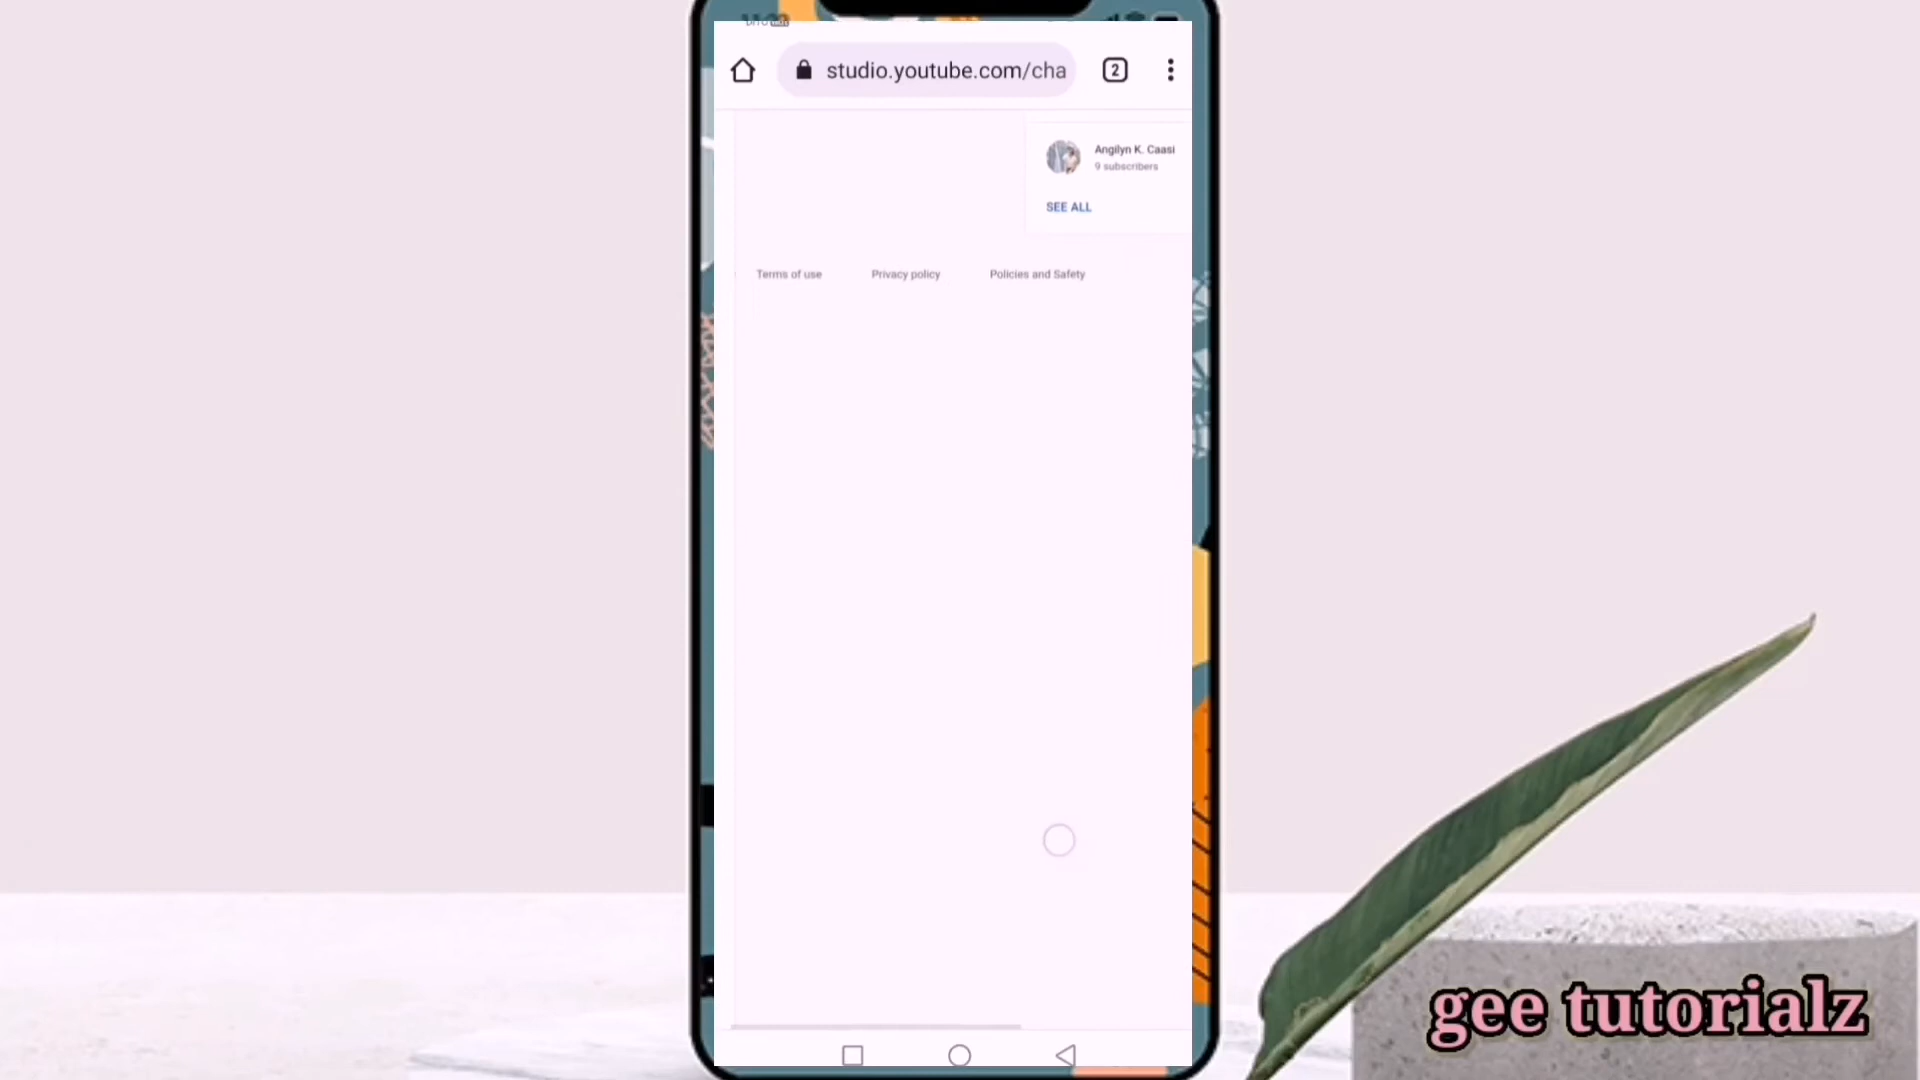 studio.youtube.com/cha
2
Angilyn K. Caasi
9 subscribers
SEE ALL
Terms of use
Privacy policy
Policies and Safety
gee tutorialz